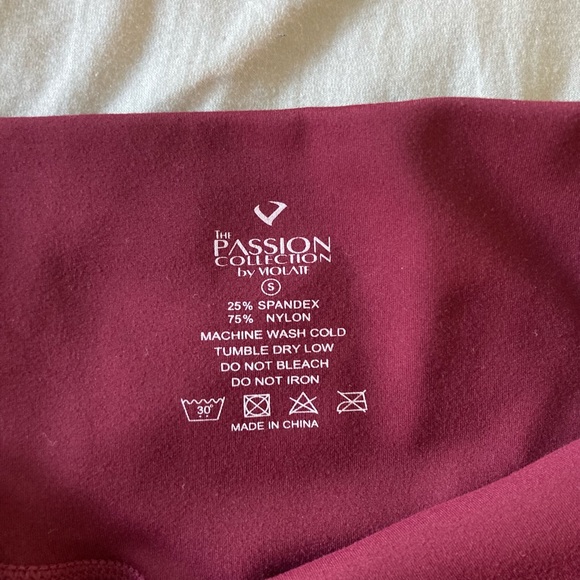 THE
PASSION
COLLECTION
by VIOLATE
S
25% SPANDEX
75% NYLON
MACHINE WASH COLD
TUMBLE DRY LOW
DO NOT BLEACH
DO NOT IRON
30°
MADE IN CHINA